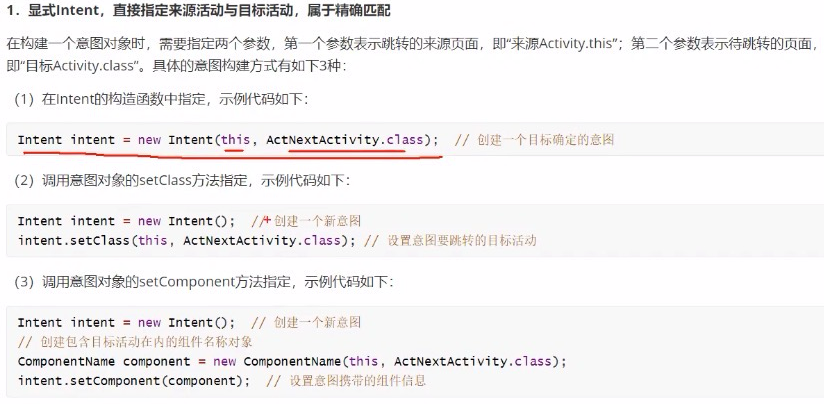 1. 显式Intent，直接指定来源活动与目标活动，属于精确匹配
在构建一个意图对象时，需要指定两个参数，第一个参数表示跳转的来源页面，即“来源Activity.this”；第二个参数表示待跳转的页面，
即“目标Activity.class”。具体的意图构建方式有如下3种：
（1）在Intent的构造函数中指定，示例代码如下：
Intent intent = new Intent(this, ActNextActivity.class);  // 创建一个目标确定的意图
（2）调用意图对象的setClass方法指定，示例代码如下：
Intent intent = new Intent();  // 创建一个新意图
intent.setClass(this, ActNextActivity.class); // 设置意图要跳转的目标活动
（3）调用意图对象的setComponent方法指定，示例代码如下：
Intent intent = new Intent();  // 创建一个新意图
// 创建包含目标活动在内的组件名称对象
ComponentName component = new ComponentName(this, ActNextActivity.class);
intent.setComponent(component);  // 设置意图携带的组件信息